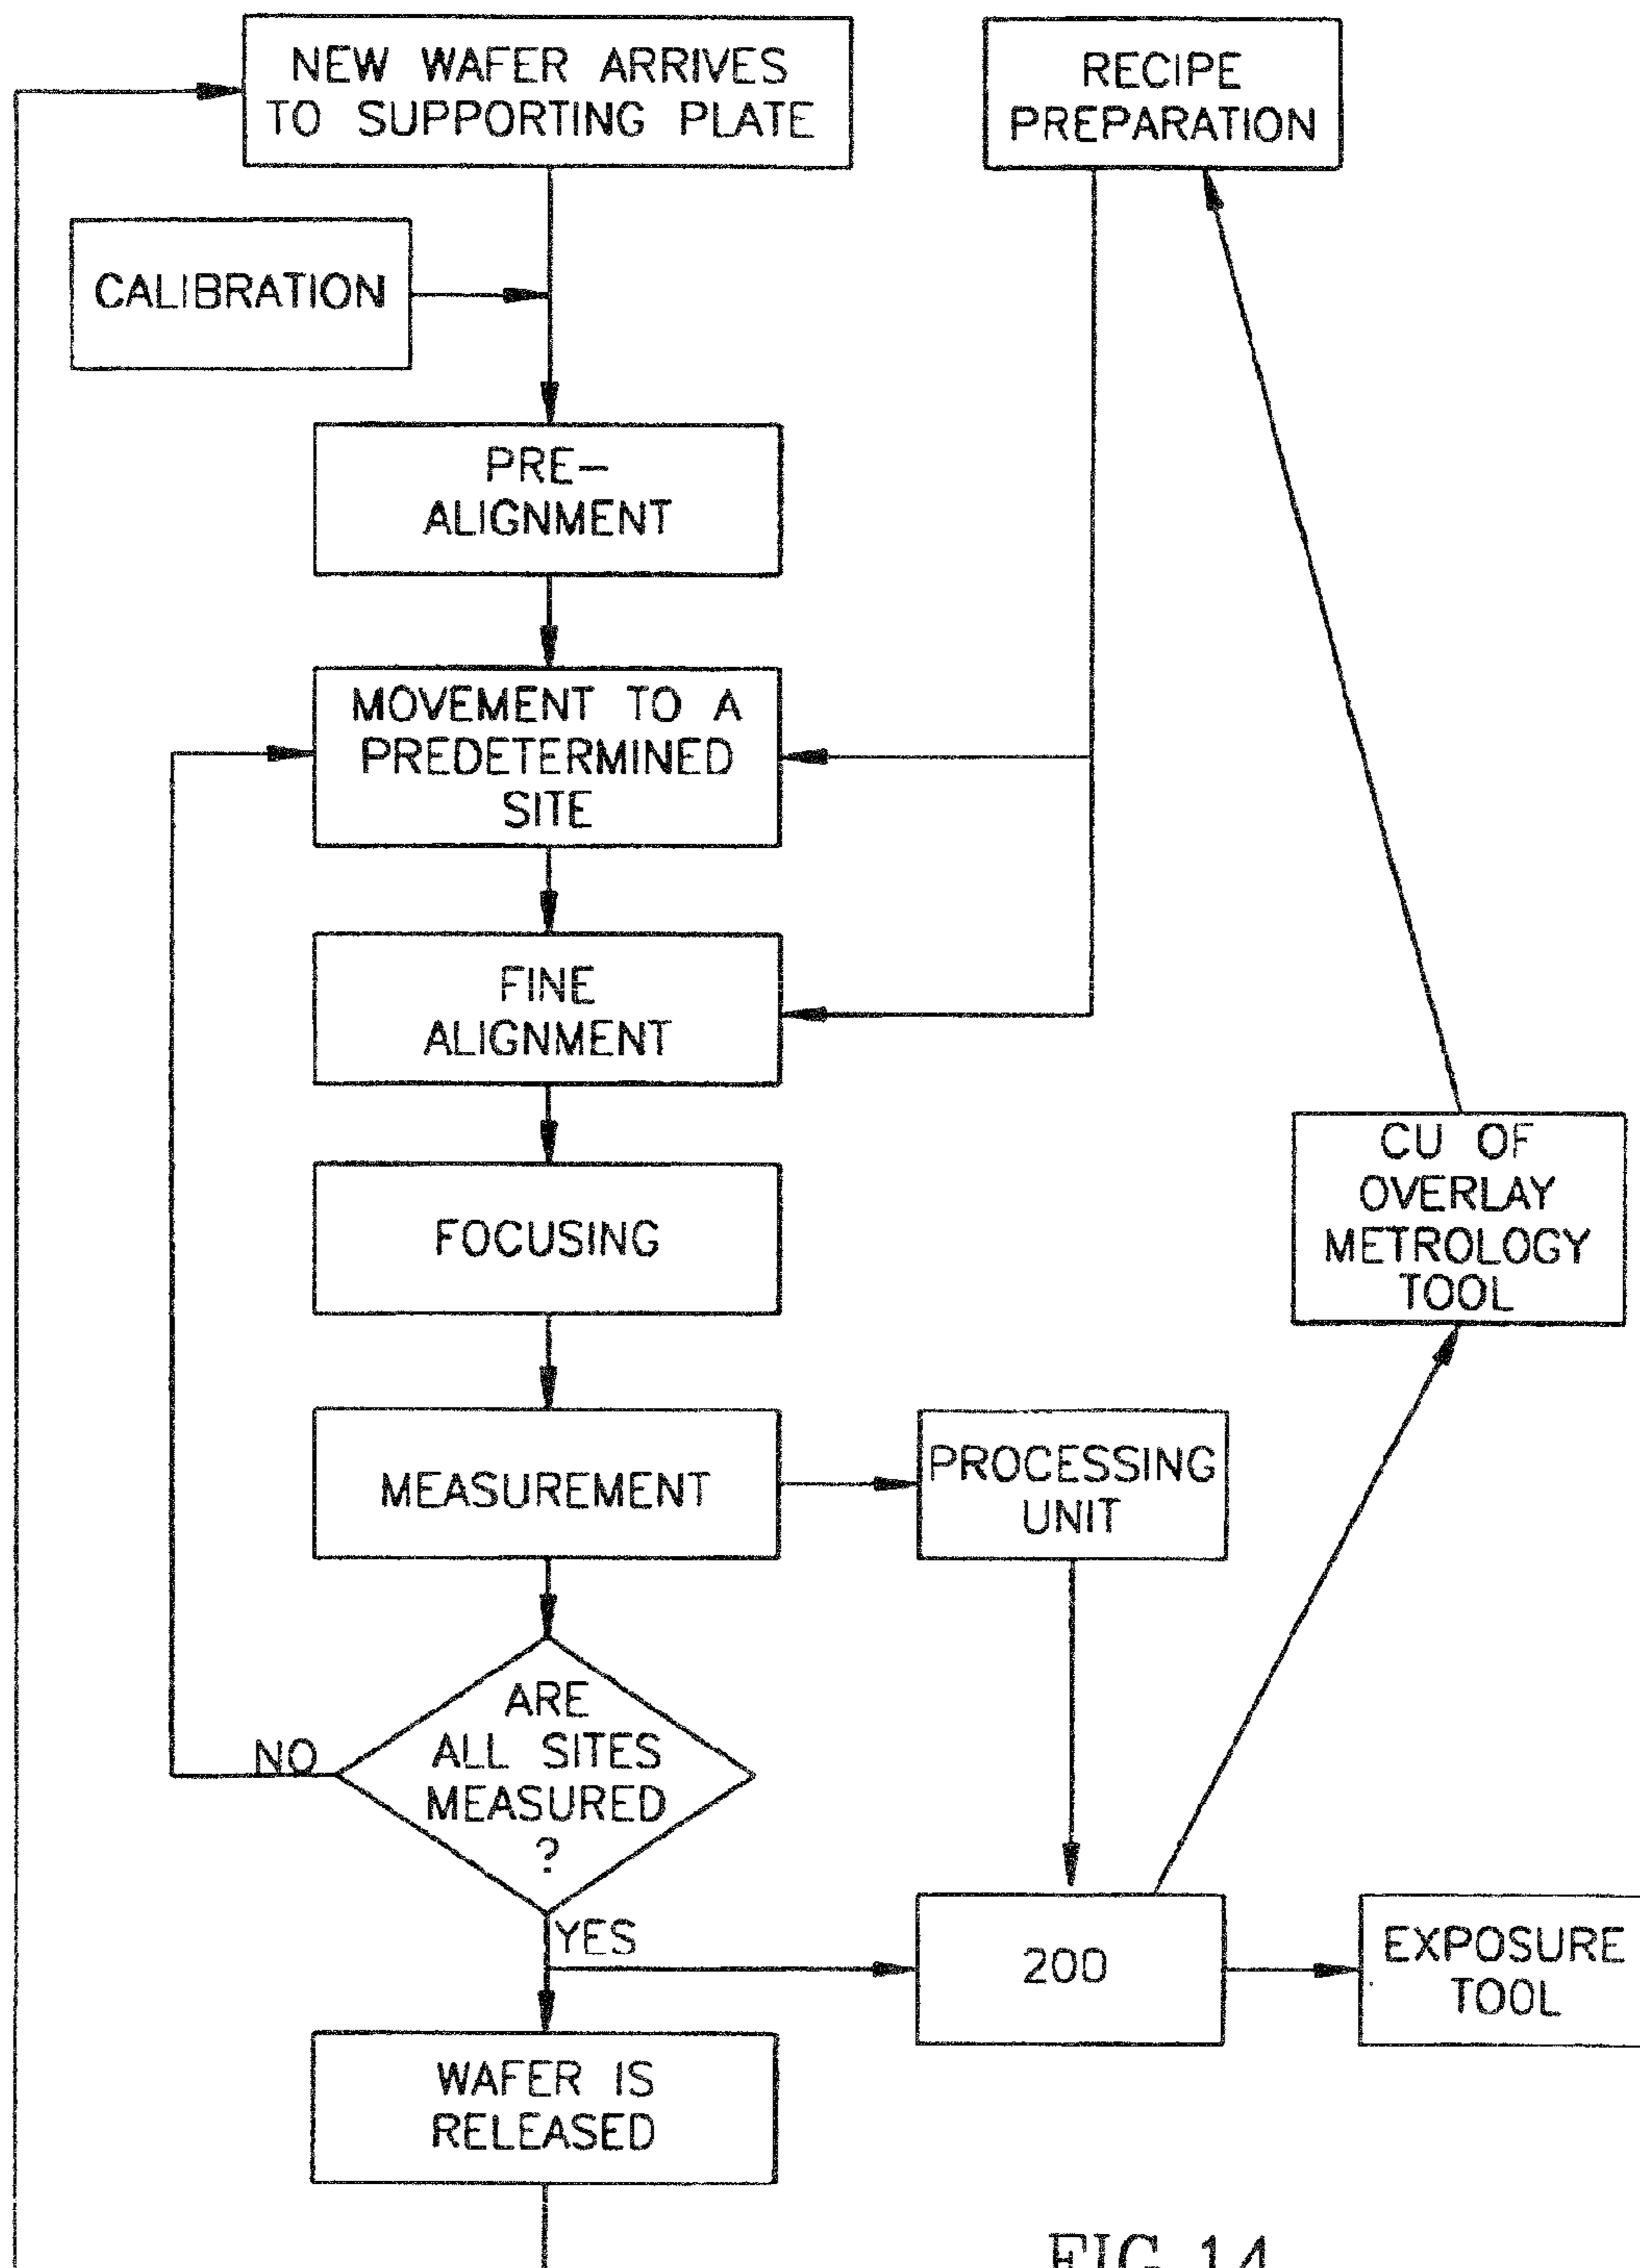 NEW WAFER ARRIVES
TO SUPPORTING PLATE
RECIPE
PREPARATION
CALIBRATION
PRE-
ALIGNMENT
MOVEMENT TO A
PREDETERMINED
SITE
FINE
ALIGNMENT
CU OF
OVERLAY
METROLOGY
TOOL
FOCUSING
MEASUREMENT
PROCESSING
UNIT
ARE
ALL SITES
MEASURED
?
NO
YES
200
EXPOSURE
TOOL
WAFER IS
RELEASED
FIG.14